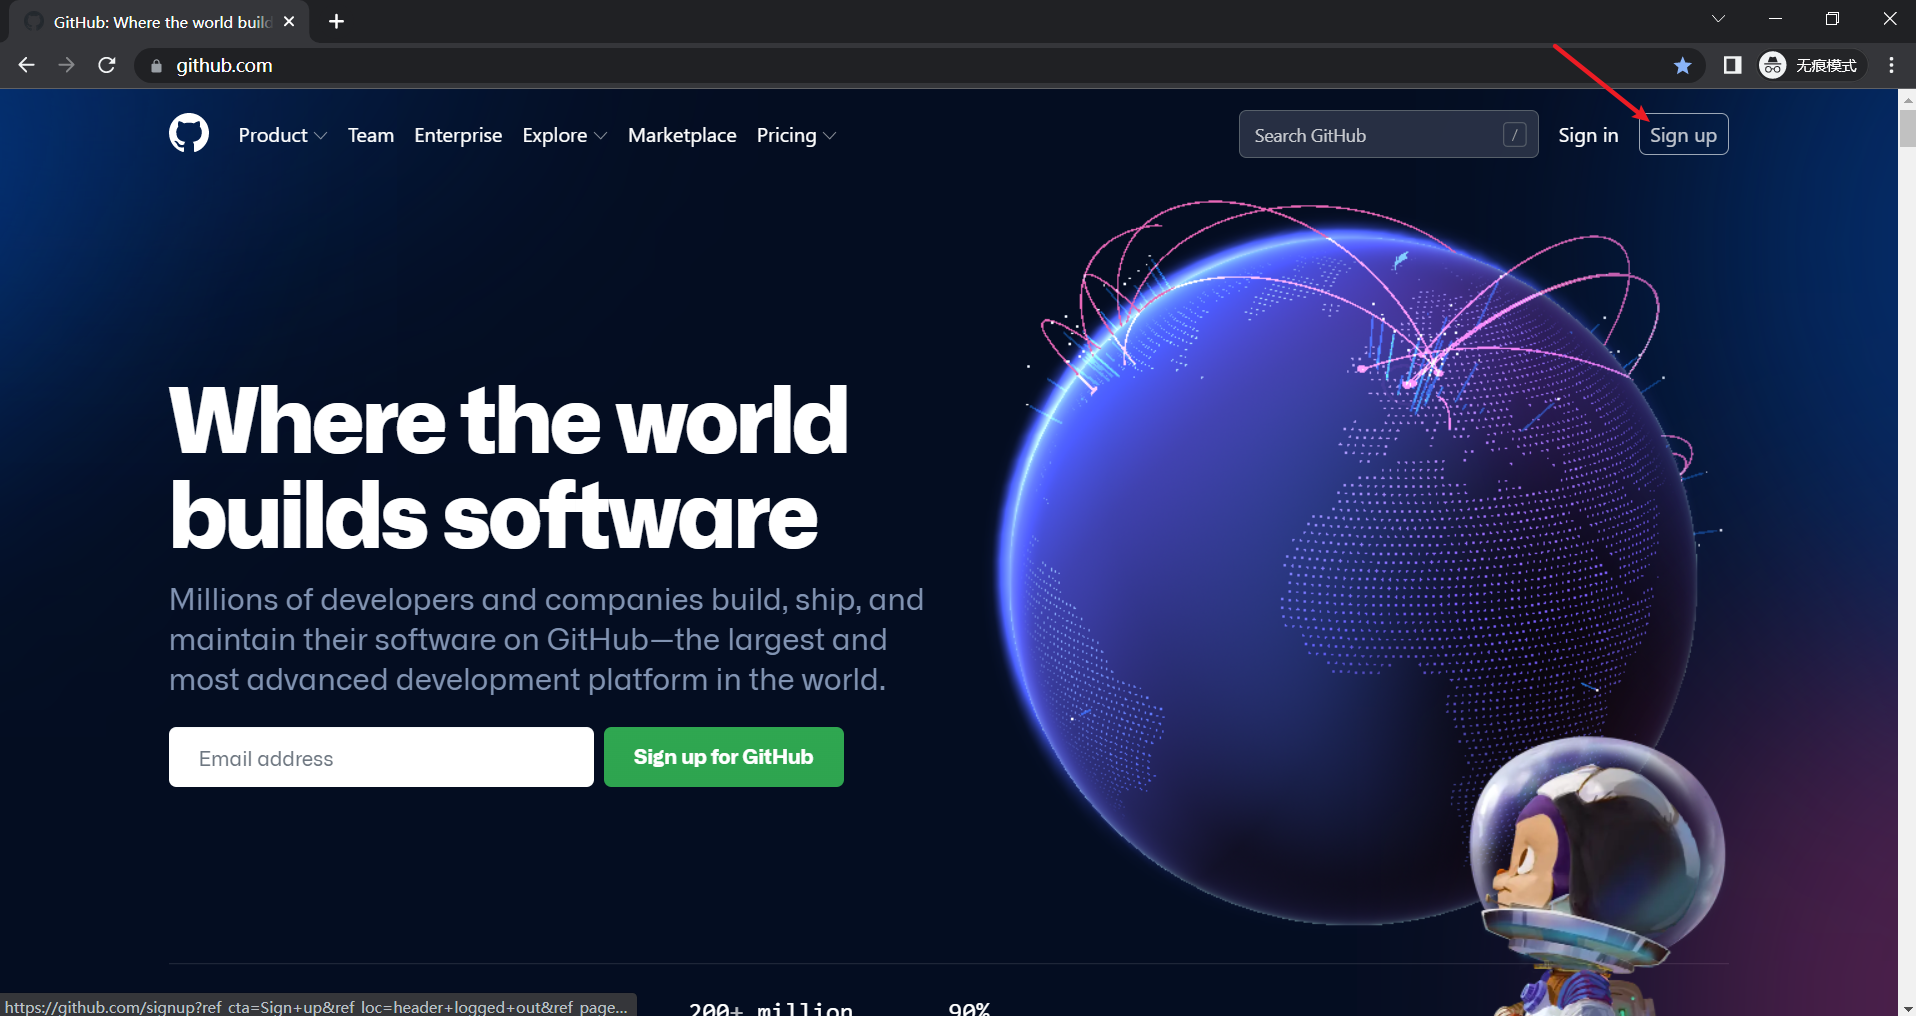 GitHub: Where the world build
github.com
无痕模式
Product Team Enterprise Explore Marketplace Pricing
Search GitHub /
Sign in
Sign up
Where the world
builds software
Millions of developers and companies build, ship, and
maintain their software on GitHub—the largest and
most advanced development platform in the world.
Email address
Sign up for GitHub
200+ million
90%
https://github.com/signup?ref_cta=Sign+up&ref_loc=header+logged+out&ref_page...